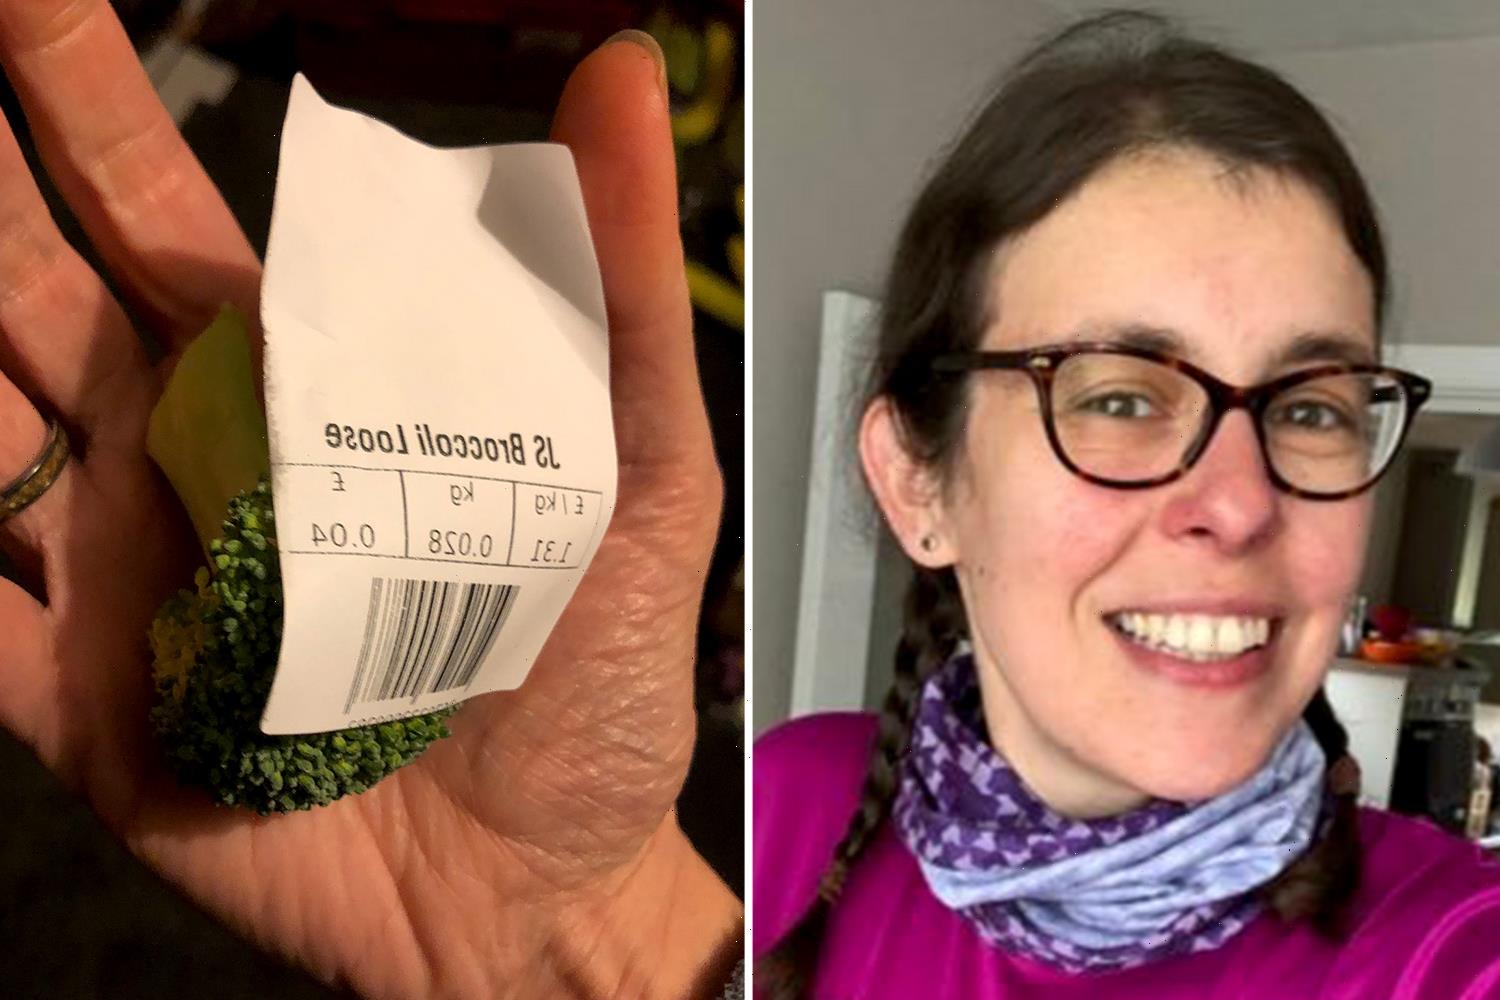 JS Broccoli Loose
£/kg kg £
1.31 0.028 0.04